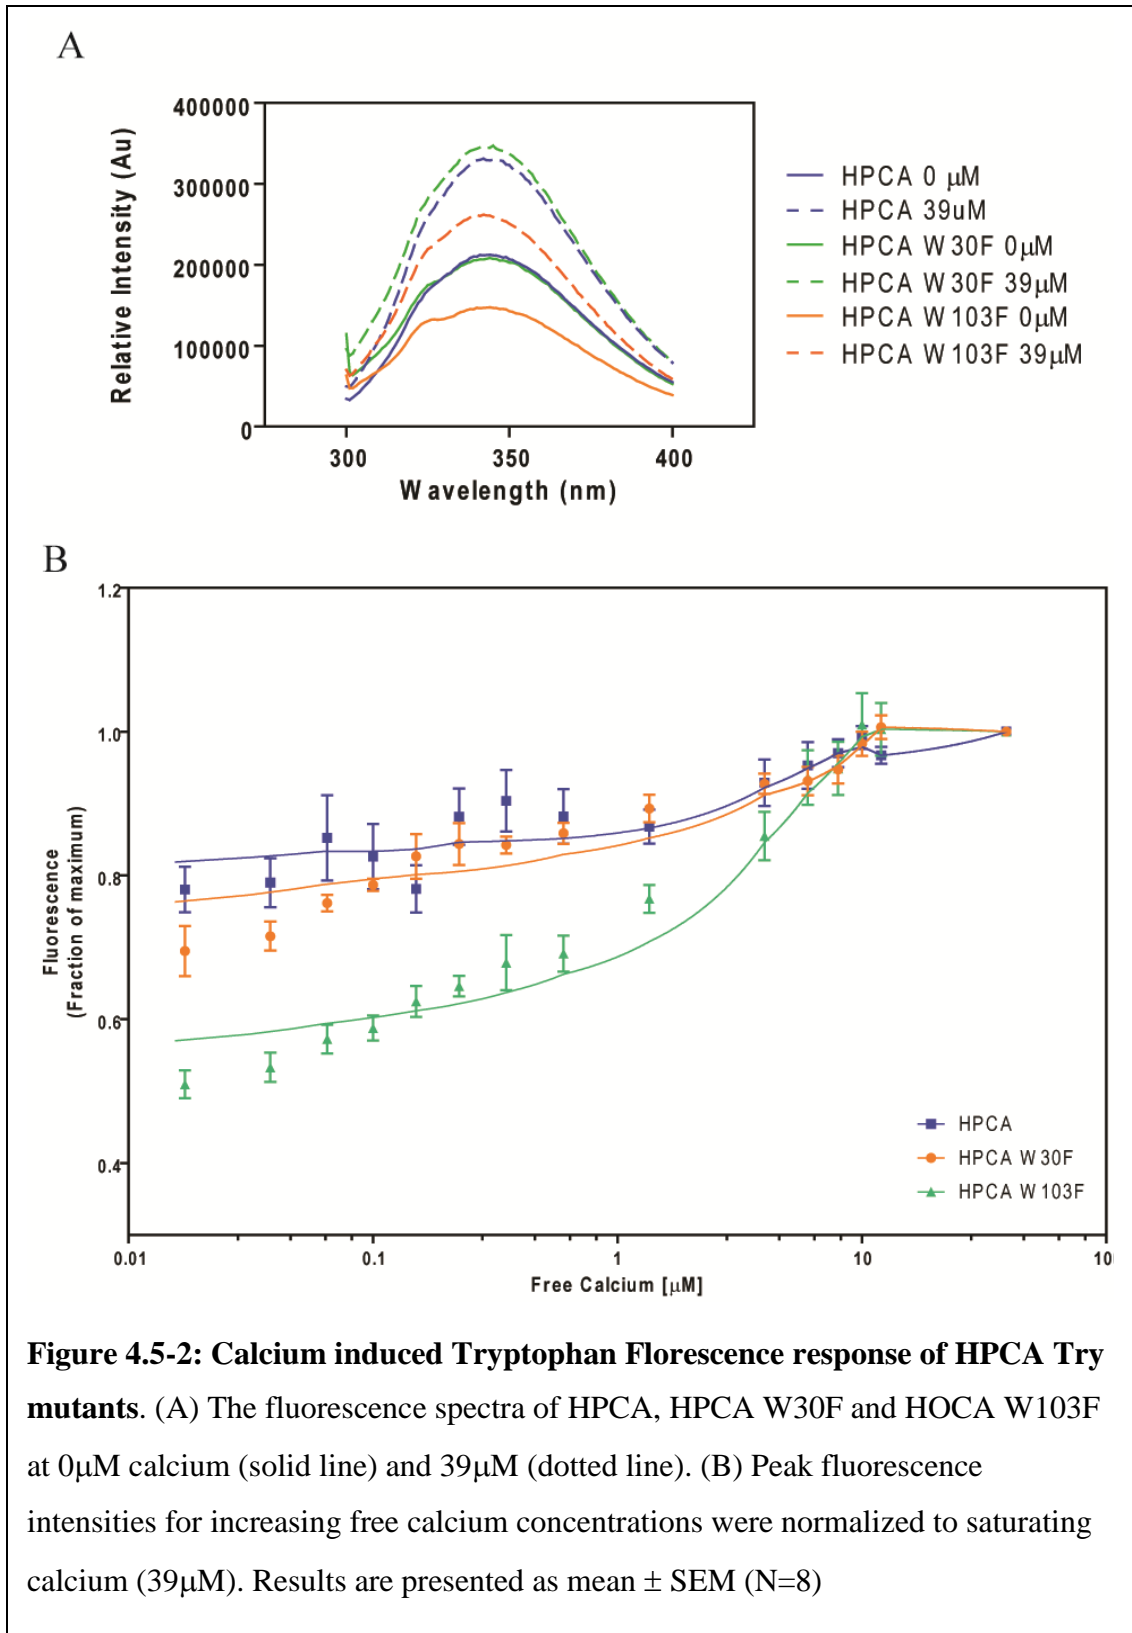 A
400000
300000
200000
100000
0
Relative Intensity (Au)
300
350
400
Wavelength (nm)
HPCA 0 μM
HPCA 39uM
HPCA W30F 0μM
HPCA W30F 39μM
HPCA W103F 0μM
HPCA W103F 39μM
B
1.2
1.0
0.8
0.6
0.4
Fluorescence
(Fraction of maximum)
0.01
0.1
1
10
10
Free Calcium [μM]
HPCA
HPCA W30F
HPCA W103F
Figure 4.5-2: Calcium induced Tryptophan Florescence response of HPCA Try
mutants. (A) The fluorescence spectra of HPCA, HPCA W30F and HOCA W103F
at 0μM calcium (solid line) and 39μM (dotted line). (B) Peak fluorescence
intensities for increasing free calcium concentrations were normalized to saturating
calcium (39μM). Results are presented as mean ± SEM (N=8)